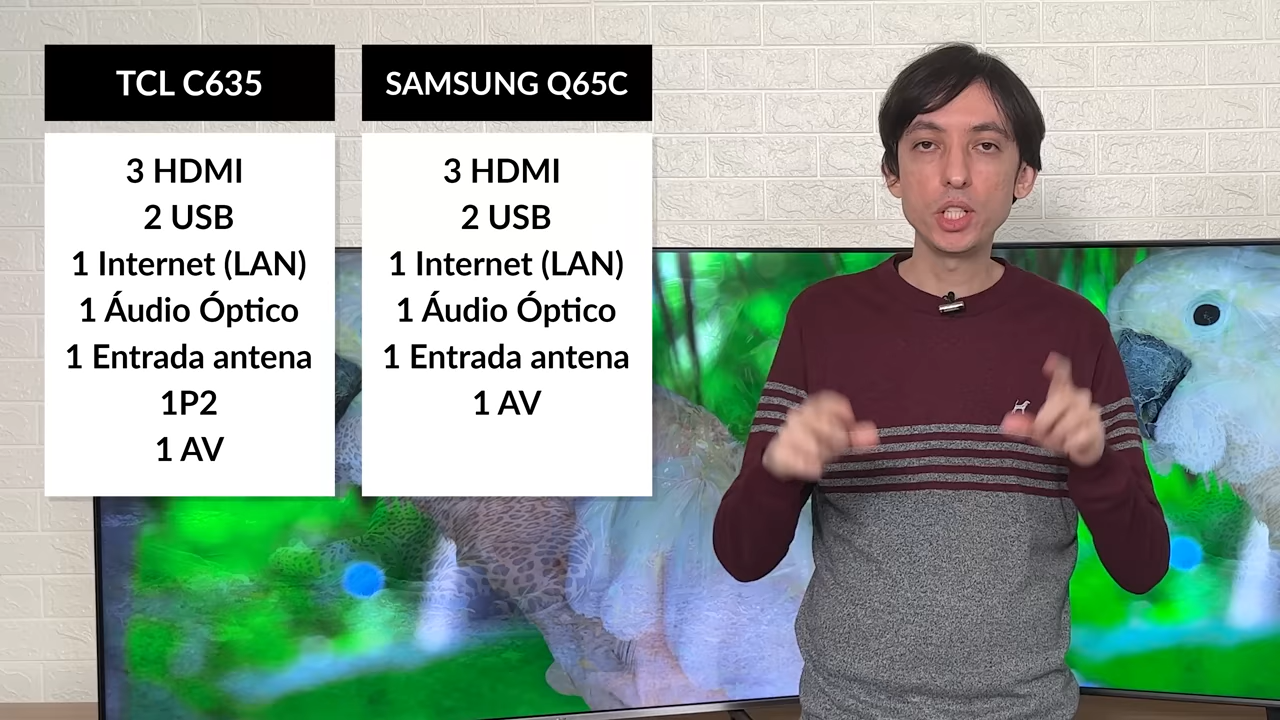 TCL C635
3 HDMI
2 USB
1 Internet (LAN)
1 Áudio Óptico
1 Entrada antena
1P2
1 AV
SAMSUNG Q65C
3 HDMI
2 USB
1 Internet (LAN)
1 Áudio Óptico
1 Entrada antena
1 AV